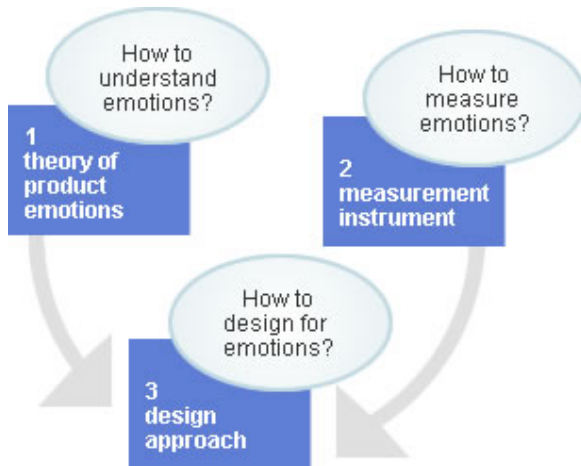 How to
understand
emotions?
1
theory of
product
emotions
How to
measure
emotions?
2
measurement
instrument
How to
design for
emotions?
3
design
approach